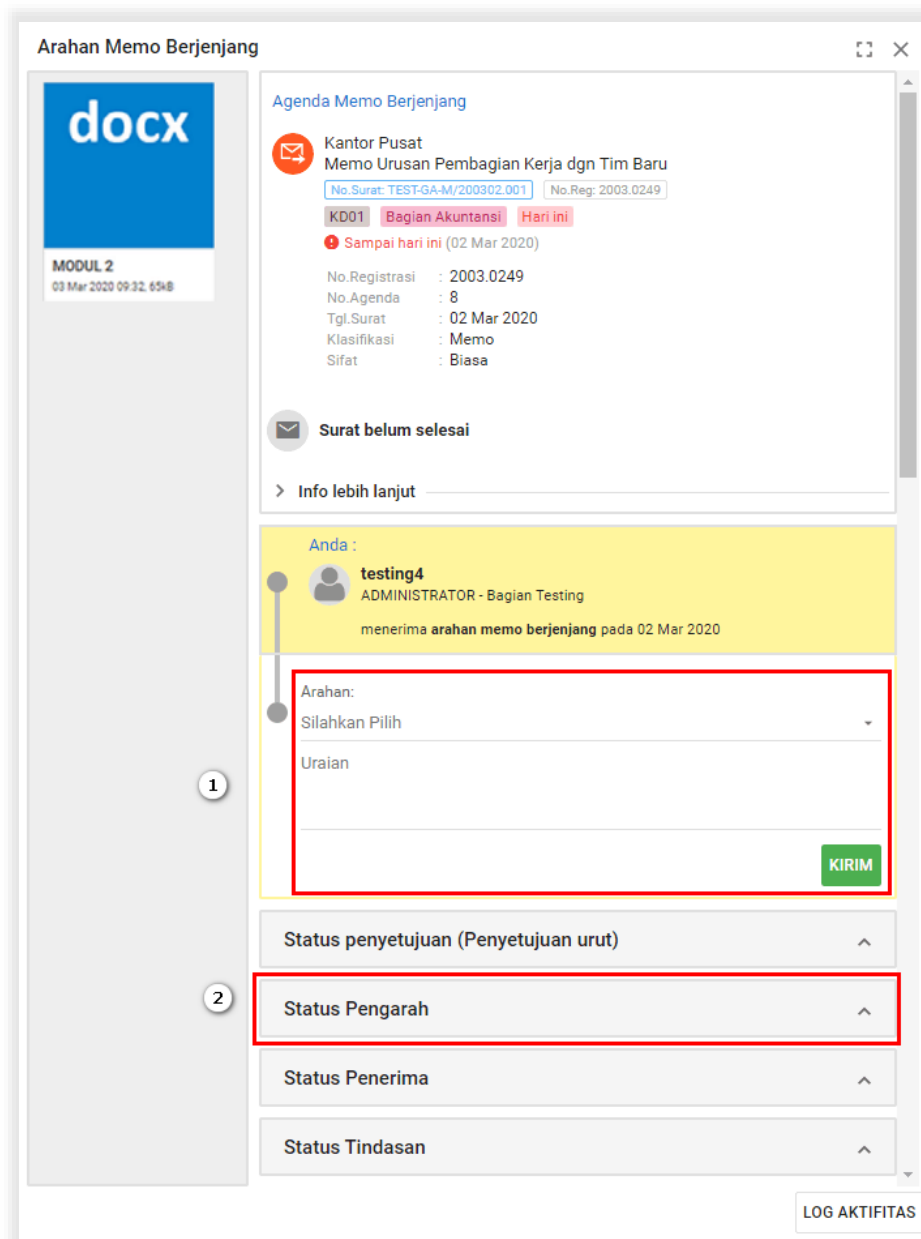 Arahan Memo Berjenjang
docx
MODUL 2
03 Mar 2020 09:32, 65kB
Agenda Memo Berjenjang
Kantor Pusat
Memo Urusan Pembagian Kerja dgn Tim Baru
No.Surat: TEST-GA-M/200302.001 No.Reg: 2003.0249
KD01 Bagian Akuntansi Hari ini
Sampai hari ini (02 Mar 2020)
No.Registrasi : 2003.0249
No.Agenda : 8
Tgl.Surat : 02 Mar 2020
Klasifikasi : Memo
Sifat : Biasa
Surat belum selesai
Info lebih lanjut
Anda :
testing4
ADMINISTRATOR - Bagian Testing
menerima arahan memo berjenjang pada 02 Mar 2020
Arahan:
Silahkan Pilih
Uraian
1
KIRIM
Status penyetujuan (Penyetujuan urut)
2
Status Pengarah
Status Penerima
Status Tindasan
LOG AKTIFITAS